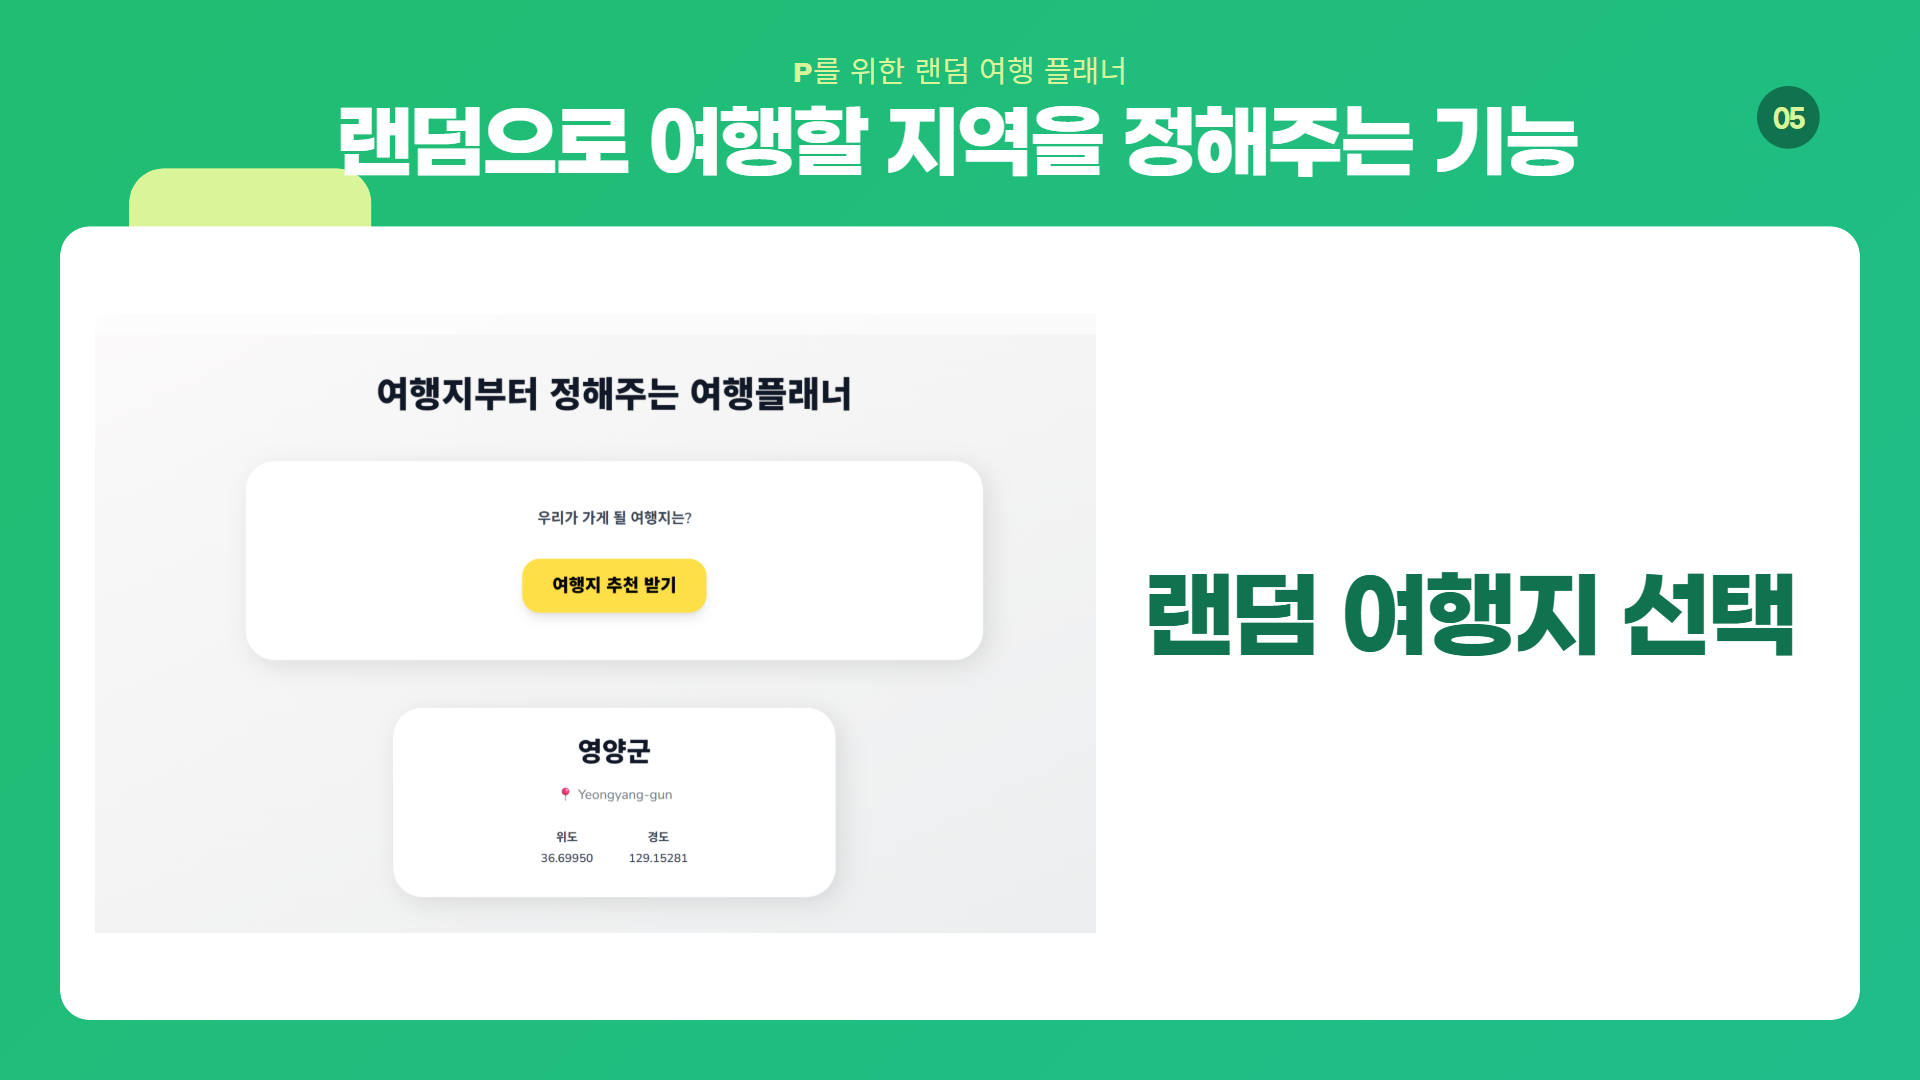 P를 위한 랜덤 여행 플래너
랜덤으로 여행할 지역을 정해주는 기능
05
여행지부터 정해주는 여행플래너
우리가 가게 될 여행지는?
여행지 추천 받기
영양군
📍 Yeongyang-gun
위도 경도
36.69950 129.15281
랜덤 여행지 선택